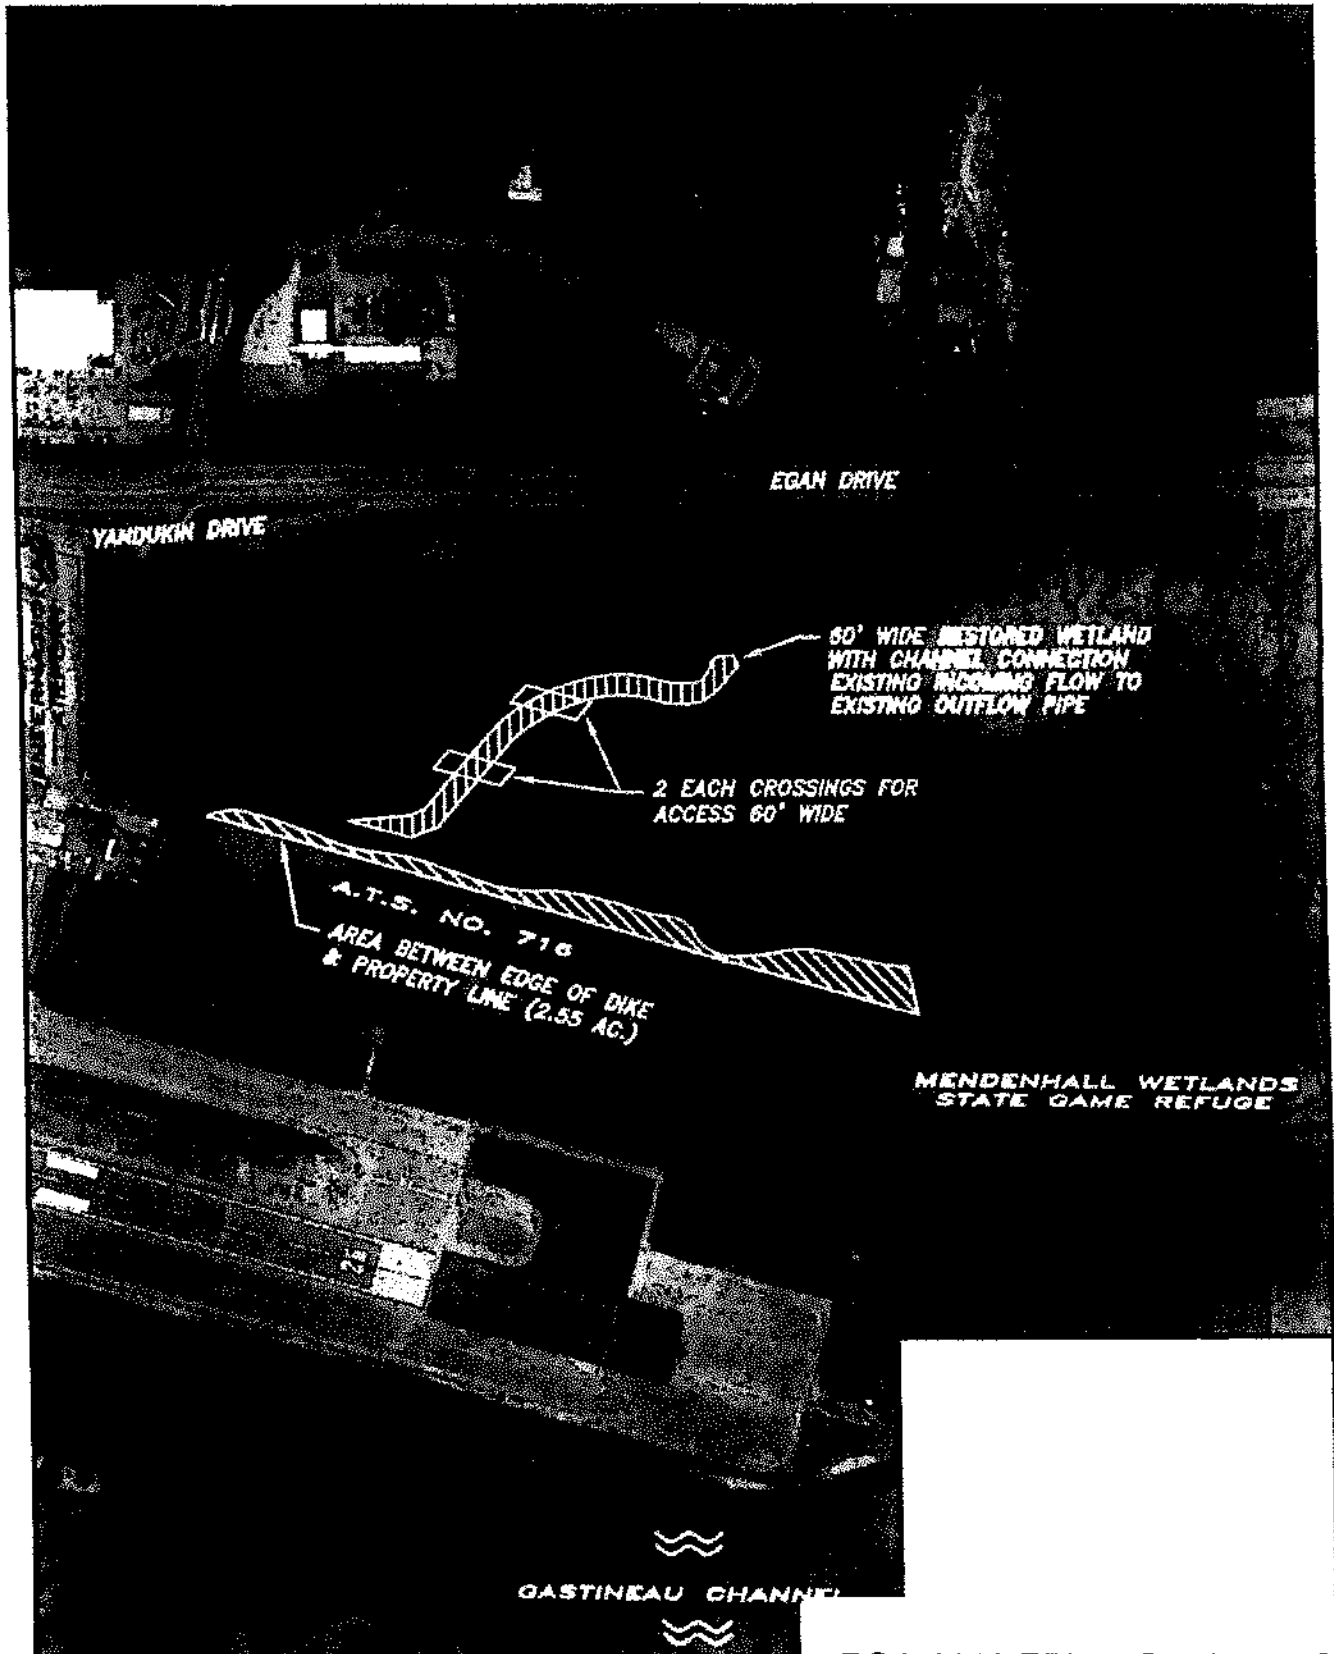 EGAN DRIVE
YANDUKIN DRIVE
60' WIDE RESTORED WETLAND
WITH CHANNEL CONNECTION
EXISTING INCOMING FLOW TO
EXISTING OUTFLOW PIPE
2 EACH CROSSINGS FOR
ACCESS 60' WIDE
A.T.S. NO. 716
AREA BETWEEN EDGE OF DIKE
& PROPERTY LINE (2.55 AC.)
MENDENHALL WETLANDS
STATE GAME REFUGE
26
GASTINEAU CHANNEL